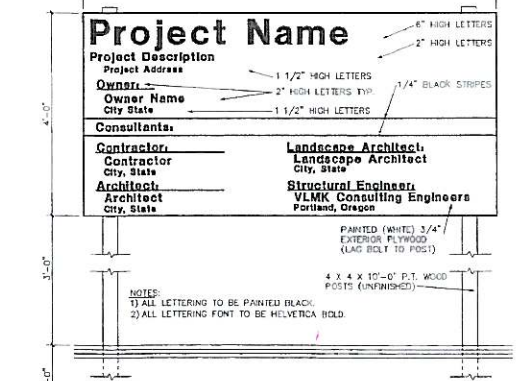 Project Name
6" HIGH LETTERS
2" HIGH LETTERS
Project Description
Project Address
1 1/2" HIGH LETTERS
1/4" BLACK STRIPES
Owner:
2" HIGH LETTERS TYP.
Owner Name
City State
1 1/2" HIGH LETTERS
4'-0"
Consultants:
Contractor:
Contractor
City, State
Landscape Architect:
Landscape Architect
City, State
Architect:
Architect
City, State
Structural Engineer:
VLMK Consulting Engineers
Portland, Oregon
PAINTED (WHITE) 3/4"
EXTERIOR PLYWOOD
(LAG BOLT TO POST)
3'-0"
4 X 4 X 10'-0" P.T. WOOD
POSTS (UNFINISHED)
NOTES:
1) ALL LETTERING TO BE PAINTED BLACK.
2) ALL LETTERING FONT TO BE HELVETICA BOLD.